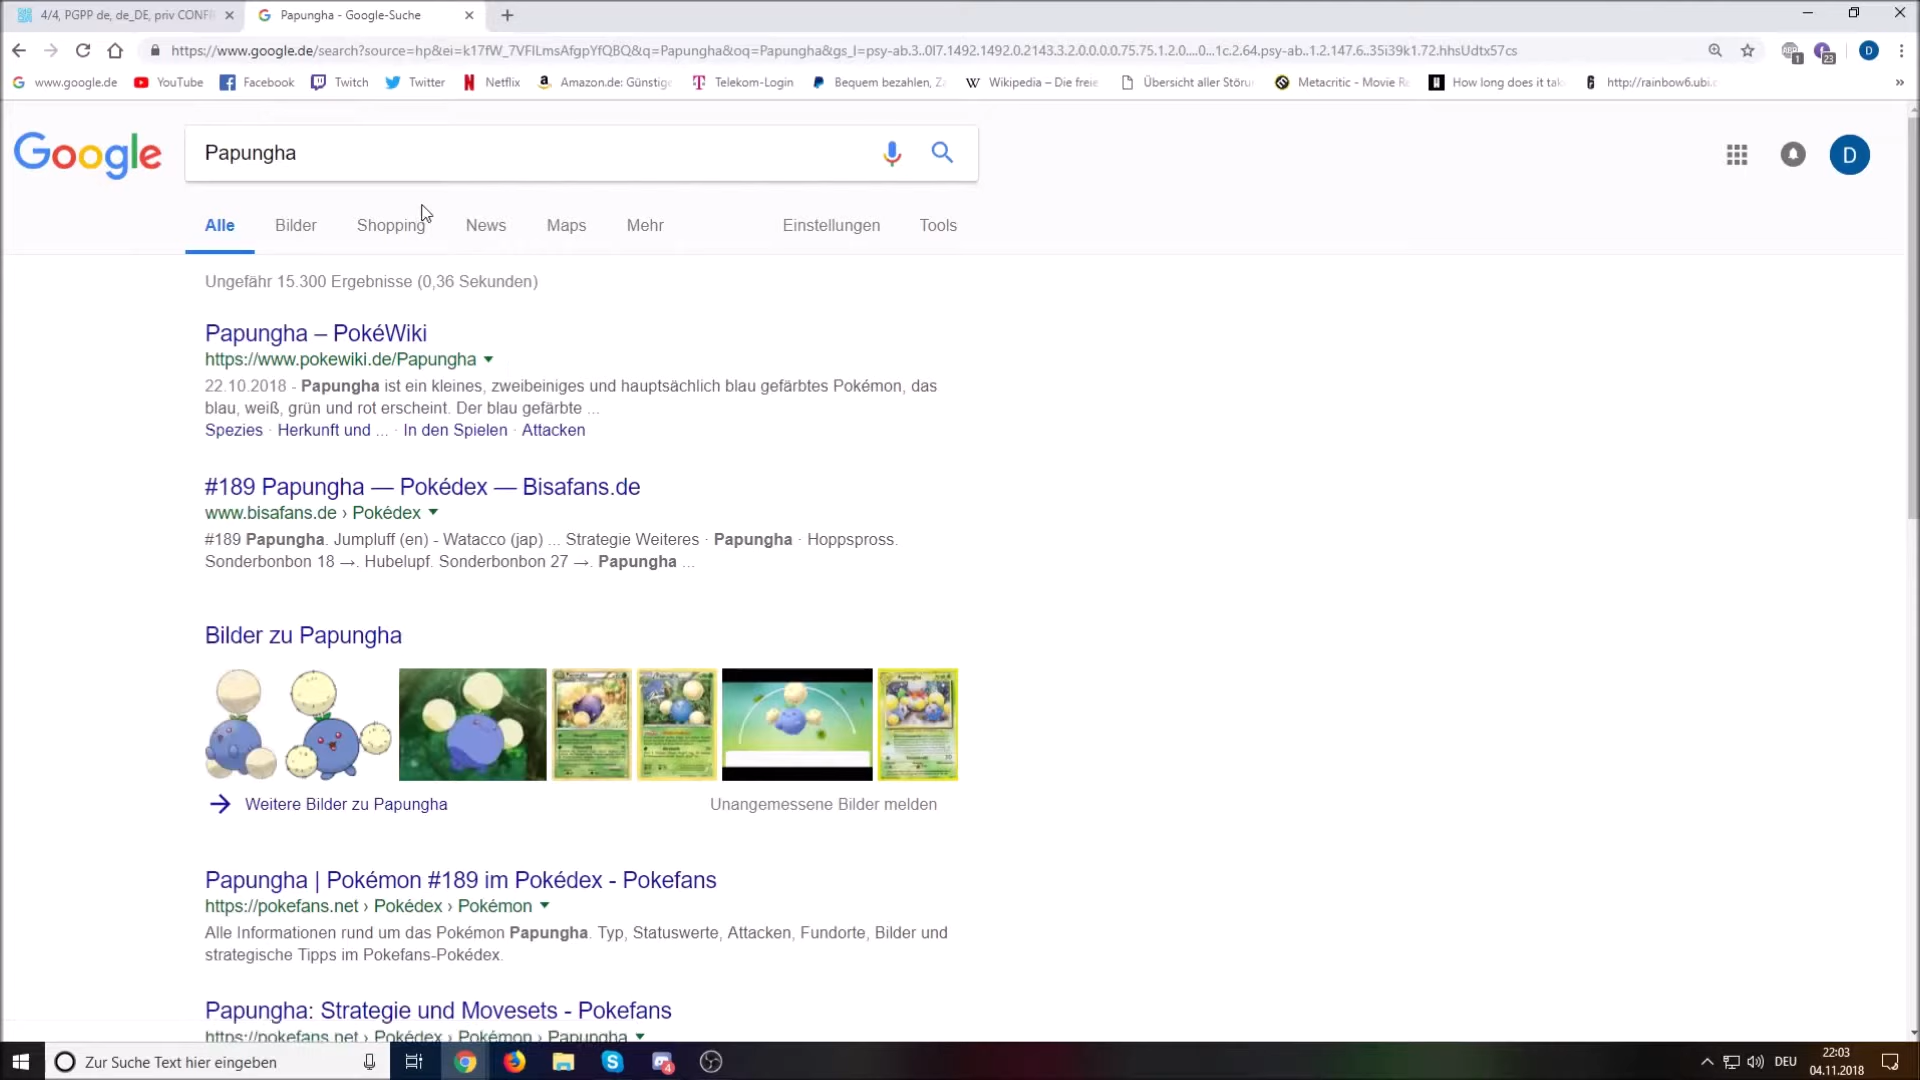 4/4, PGPP de, de_DE, priv CONFI
Papungha - Google-Suche
https://www.google.de/search?source=hp&ei=k17fW_7VFILmsAfgpYfQBQ&q=Papungha&oq=Papungha&gs_l=psy-ab.3..0l7.1492.1492.0.2143.3.2.0.0.0.0.75.75.1.2.0....0...1c.2.64.psy-ab..1.2.147.6..35i39k1.72.hhsUdtx57cs
1
23
D
www.google.de
YouTube
Facebook
Twitch
Twitter
Netflix
Amazon.de: Günstige
Telekom-Login
Bequem bezahlen, Za
Wikipedia – Die freie
Übersicht aller Störu
Metacritic - Movie Re
How long does it tak
http://rainbow6.ubi.c
»
Google
Papungha
D
Alle
Bilder
Shopping
News
Maps
Mehr
Einstellungen
Tools
Ungefähr 15.300 Ergebnisse (0,36 Sekunden)
Papungha – PokéWiki
https://www.pokewiki.de/Papungha
22.10.2018 - Papungha ist ein kleines, zweibeiniges und hauptsächlich blau gefärbtes Pokémon, das
blau, weiß, grün und rot erscheint. Der blau gefärbte ...
Spezies · Herkunft und ... · In den Spielen · Attacken
#189 Papungha — Pokédex — Bisafans.de
www.bisafans.de › Pokédex
#189 Papungha. Jumpluff (en) - Watacco (jap) ... Strategie Weiteres · Papungha · Hoppspross.
Sonderbonbon 18 →. Hubelupf. Sonderbonbon 27 →. Papungha ...
Bilder zu Papungha
Weitere Bilder zu Papungha
Unangemessene Bilder melden
Papungha | Pokémon #189 im Pokédex - Pokefans
https://pokefans.net › Pokédex › Pokémon
Alle Informationen rund um das Pokémon Papungha. Typ, Statuswerte, Attacken, Fundorte, Bilder und
strategische Tipps im Pokefans-Pokédex.
Papungha: Strategie und Movesets - Pokefans
https://pokefans.net › Pokédex › Pokémon › Papungha
Zur Suche Text hier eingeben
4
DEU
22:03
04.11.2018